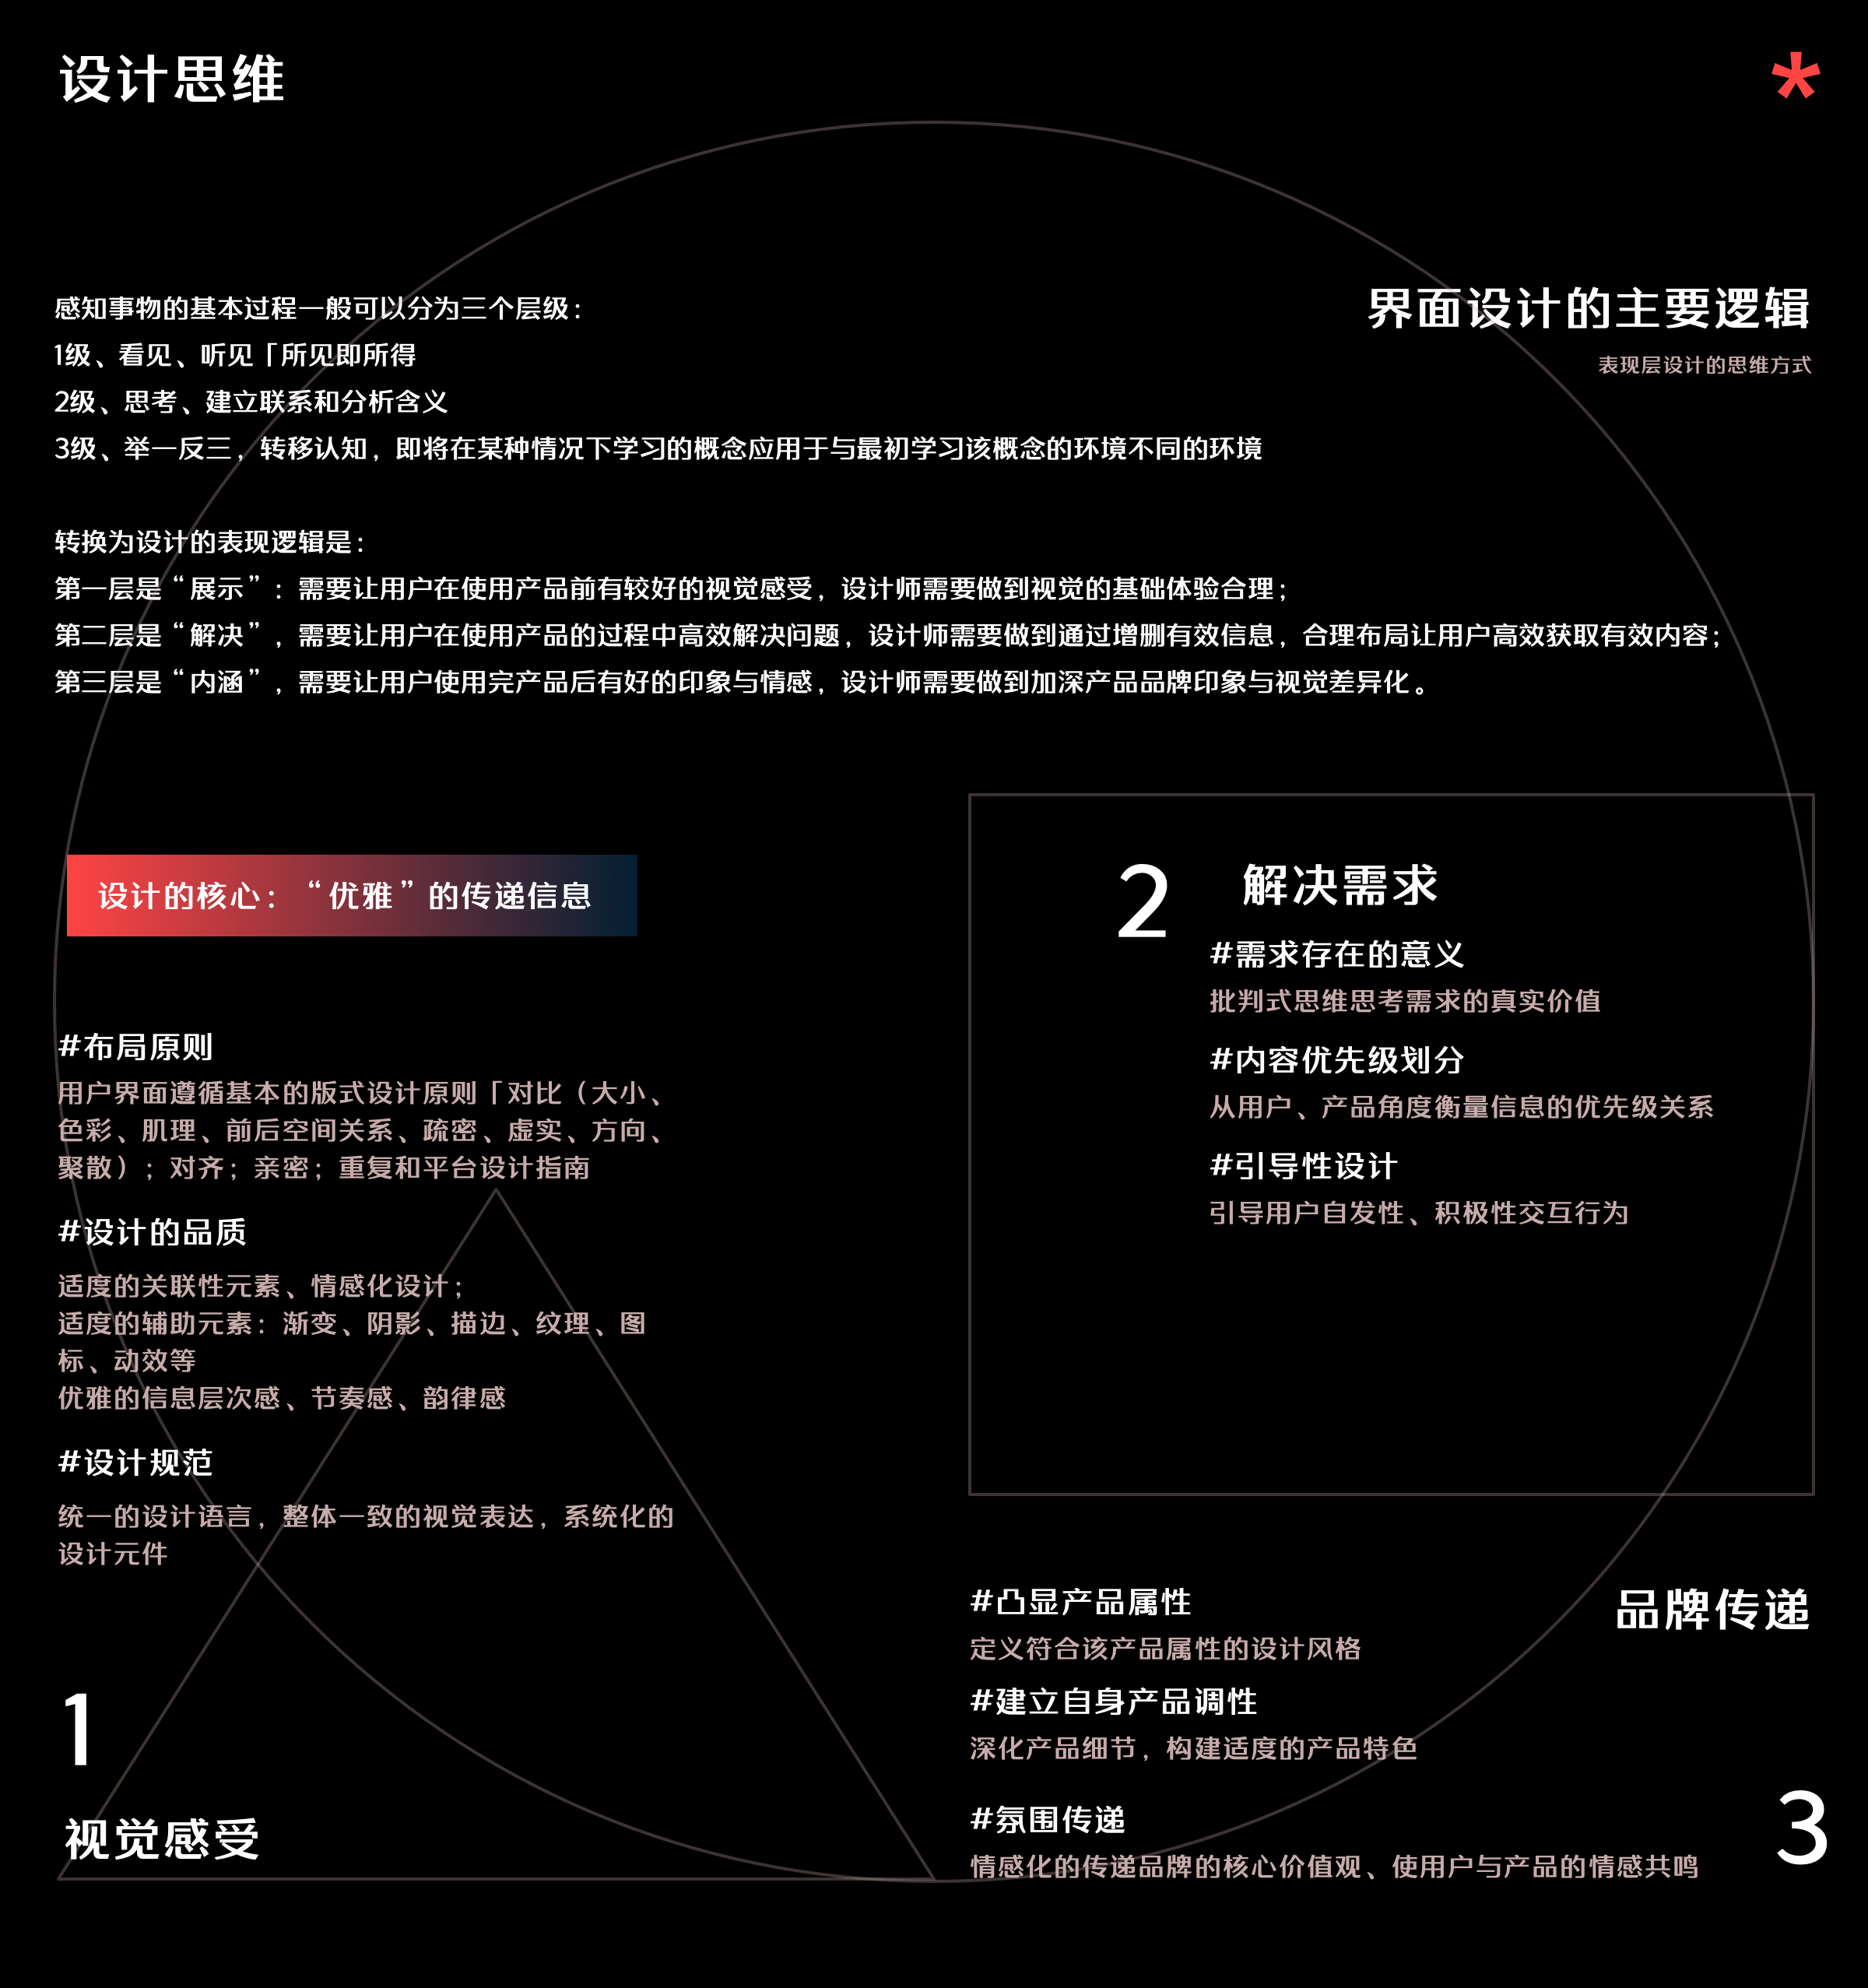 设计思维
*
界面设计的主要逻辑
表现层设计的思维方式
感知事物的基本过程一般可以分为三个层级：
1级、看见、听见「所见即所得
2级、思考、建立联系和分析含义
3级、举一反三，转移认知，即将在某种情况下学习的概念应用于与最初学习该概念的环境不同的环境
转换为设计的表现逻辑是：
第一层是“展示”：需要让用户在使用产品前有较好的视觉感受，设计师需要做到视觉的基础体验合理；
第二层是“解决”，需要让用户在使用产品的过程中高效解决问题，设计师需要做到通过增删有效信息，合理布局让用户高效获取有效内容；
第三层是“内涵”，需要让用户使用完产品后有好的印象与情感，设计师需要做到加深产品品牌印象与视觉差异化。
设计的核心：“优雅”的传递信息
#布局原则
用户界面遵循基本的版式设计原则「对比（大小、
色彩、肌理、前后空间关系、疏密、虚实、方向、
聚散）；对齐；亲密；重复和平台设计指南
#设计的品质
适度的关联性元素、情感化设计；
适度的辅助元素：渐变、阴影、描边、纹理、图
标、动效等
优雅的信息层次感、节奏感、韵律感
#设计规范
统一的设计语言，整体一致的视觉表达，系统化的
设计元件
1
视觉感受
2
解决需求
#需求存在的意义
批判式思维思考需求的真实价值
#内容优先级划分
从用户、产品角度衡量信息的优先级关系
#引导性设计
引导用户自发性、积极性交互行为
品牌传递
#凸显产品属性
定义符合该产品属性的设计风格
#建立自身产品调性
深化产品细节，构建适度的产品特色
#氛围传递
情感化的传递品牌的核心价值观、使用户与产品的情感共鸣
3